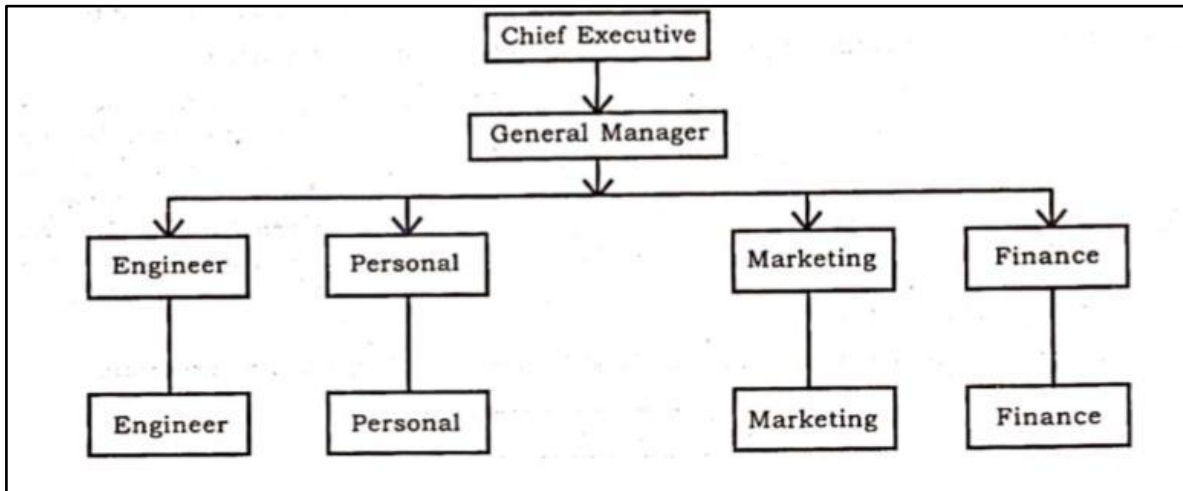 Chief Executive
General Manager
Engineer
Personal
Marketing
Finance
Engineer
Personal
Marketing
Finance